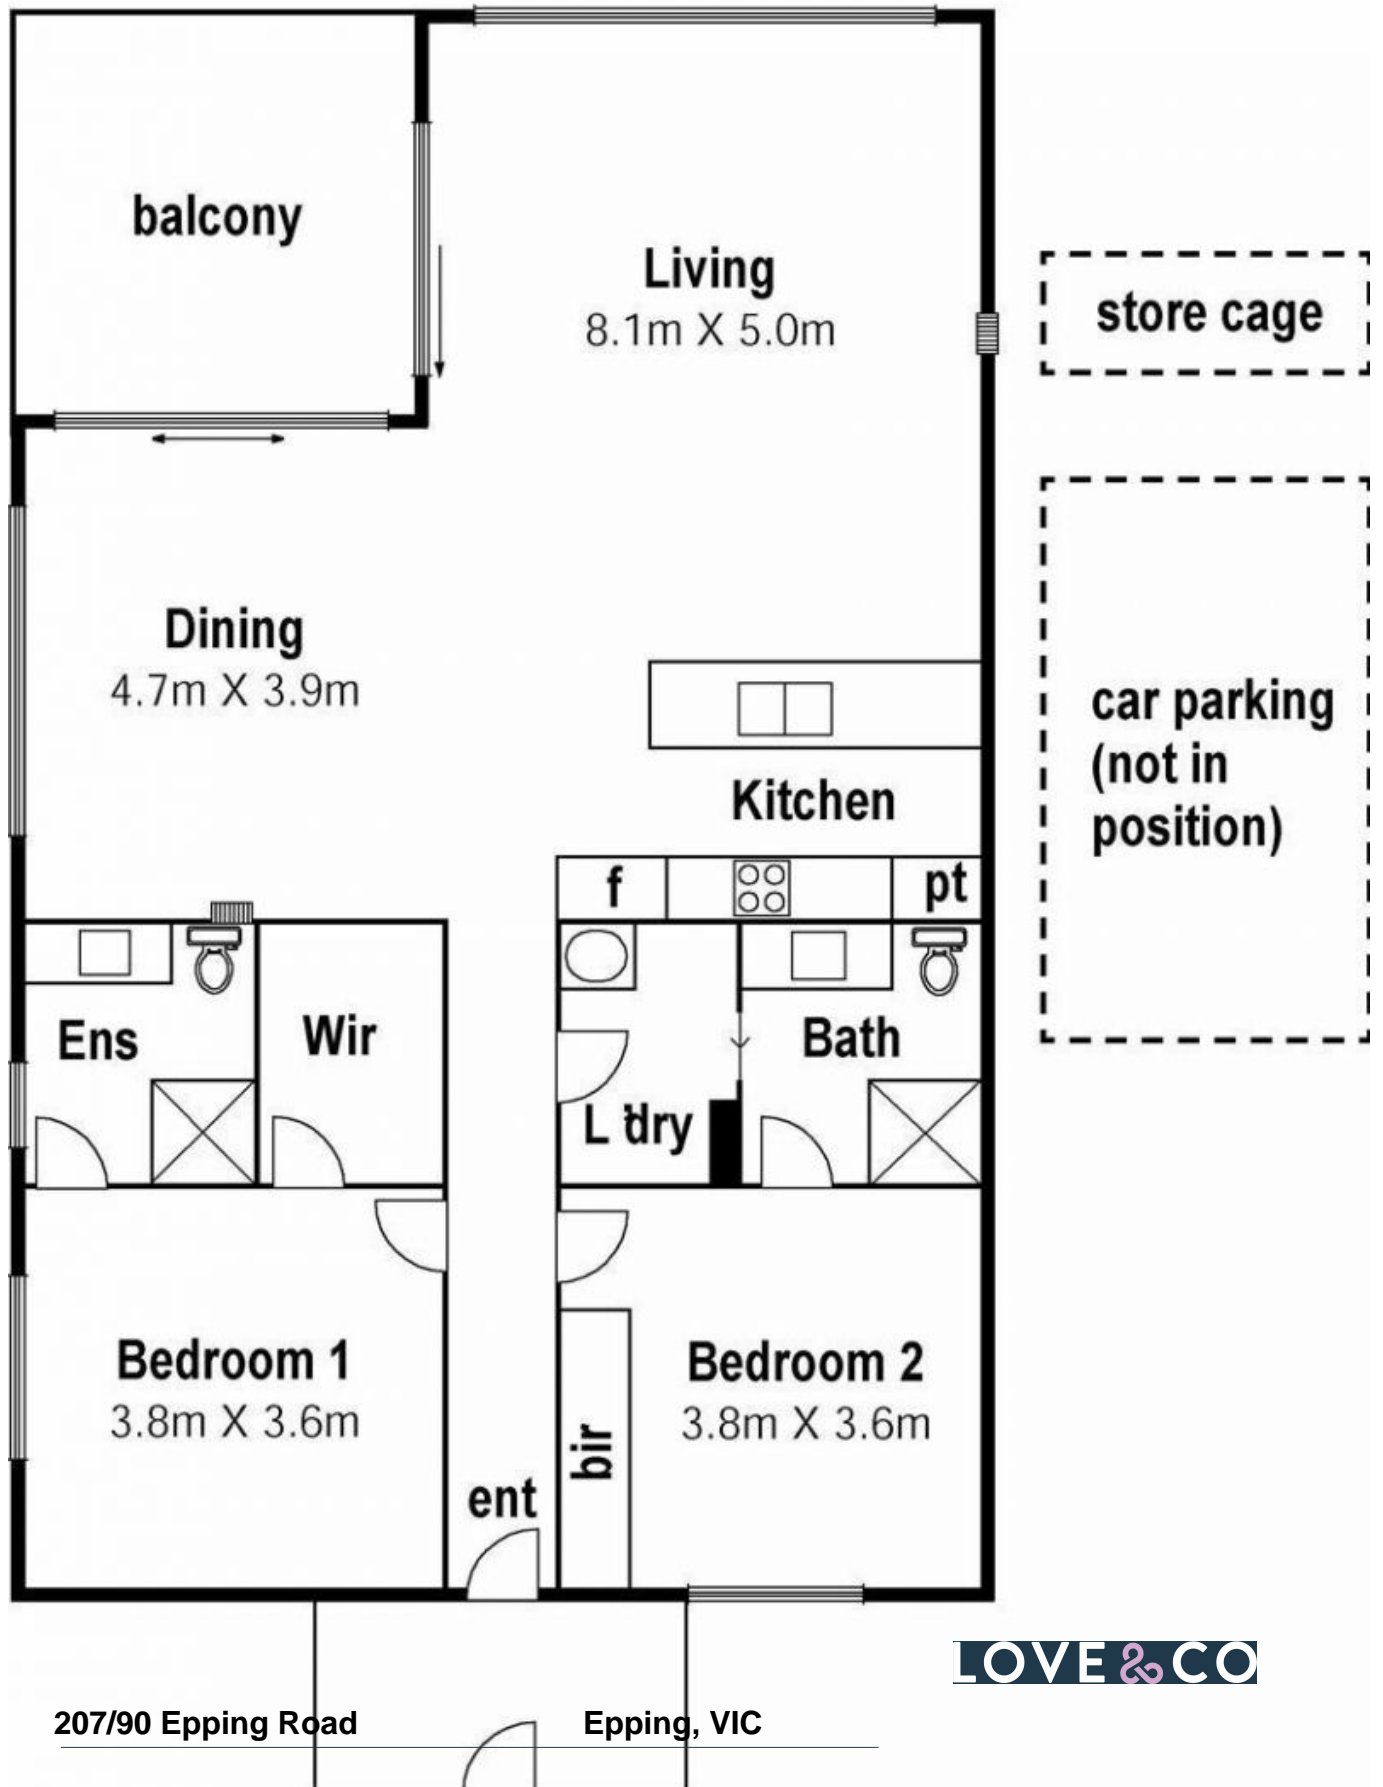 balcony
Living
8.1m X 5.0m
store cage
Dining
4.7m X 3.9m
car parking
(not in
position)
Kitchen
f
pt
Ens
Wir
Bath
L'dry
Bedroom 1
3.8m X 3.6m
Bedroom 2
3.8m X 3.6m
bir
ent
LOVE & CO
207/90 Epping Road
Epping, VIC